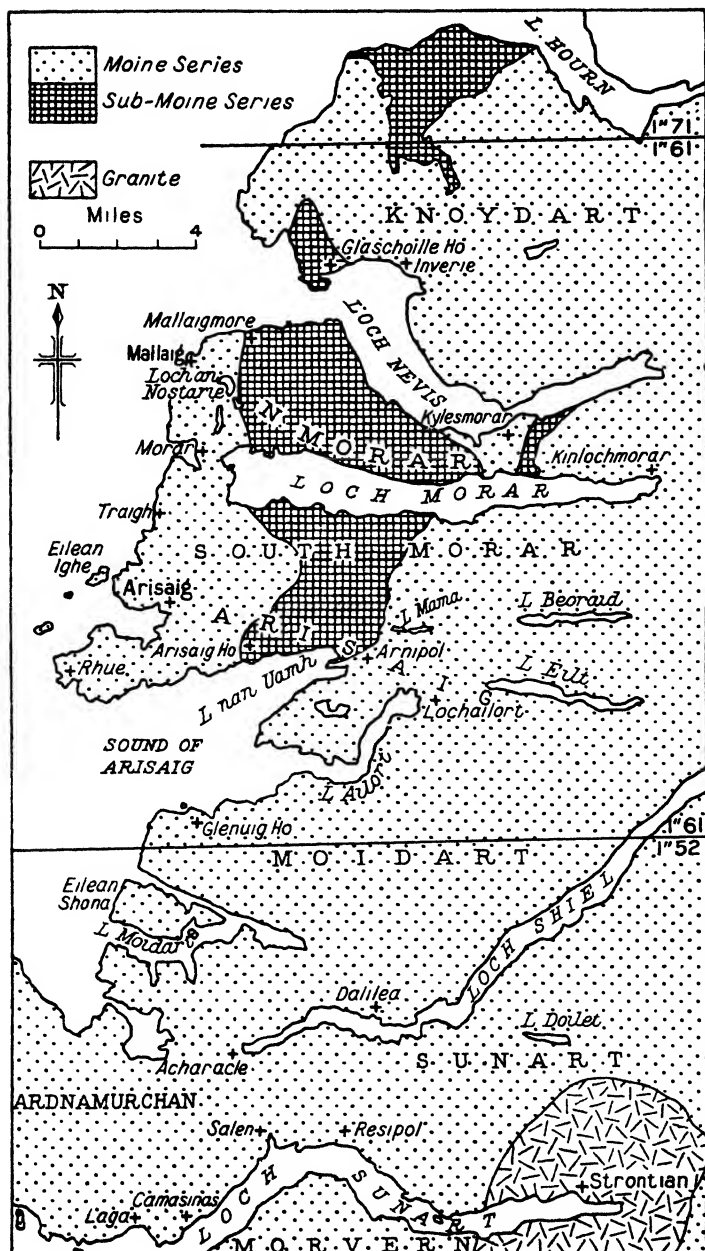 Moine Series
Sub-Moine Series
Granite
Miles
0 4
N
L. HOURN
1"71
1"61
KNOYDART
Glaschoille Ho
Inverie
Mallaigmore
Mallaig
Loch an Nostarie
LOCH NEVIS
Kylesmorar
N. MORAR
Morar
Kinlochmorar
LOCH MORAR
Traigh
SOUTH MORAR
Eilean Ighe
Arisaig
L Mama
L Beoraid
ARISAIG
Arisaig Ho
Arnipol
Rhue
L nan Uamh
L Eilt
Lochailort
SOUND OF ARISAIG
L Ailort
Glenuig Ho
1"61
1"52
MOIDART
Eilean Shona
L Moidart
LOCH SHIEL
Dalilea
L Doilet
Acharacle
SUNART
ARDNAMURCHAN
Salen
Resipol
Strontian
LOCH SUNART
Camasinas
Laga
MORVERN